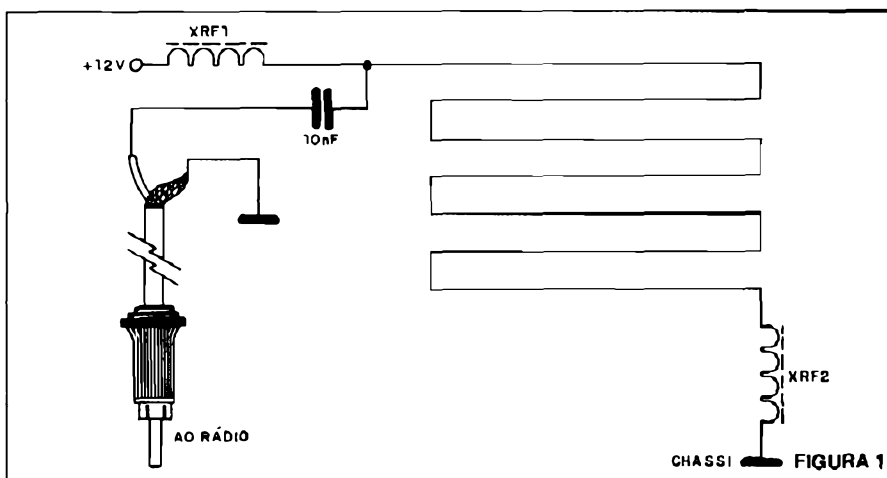 XRF1
+12V
10nF
AO RÁDIO
XRF2
CHASSI
FIGURA 1